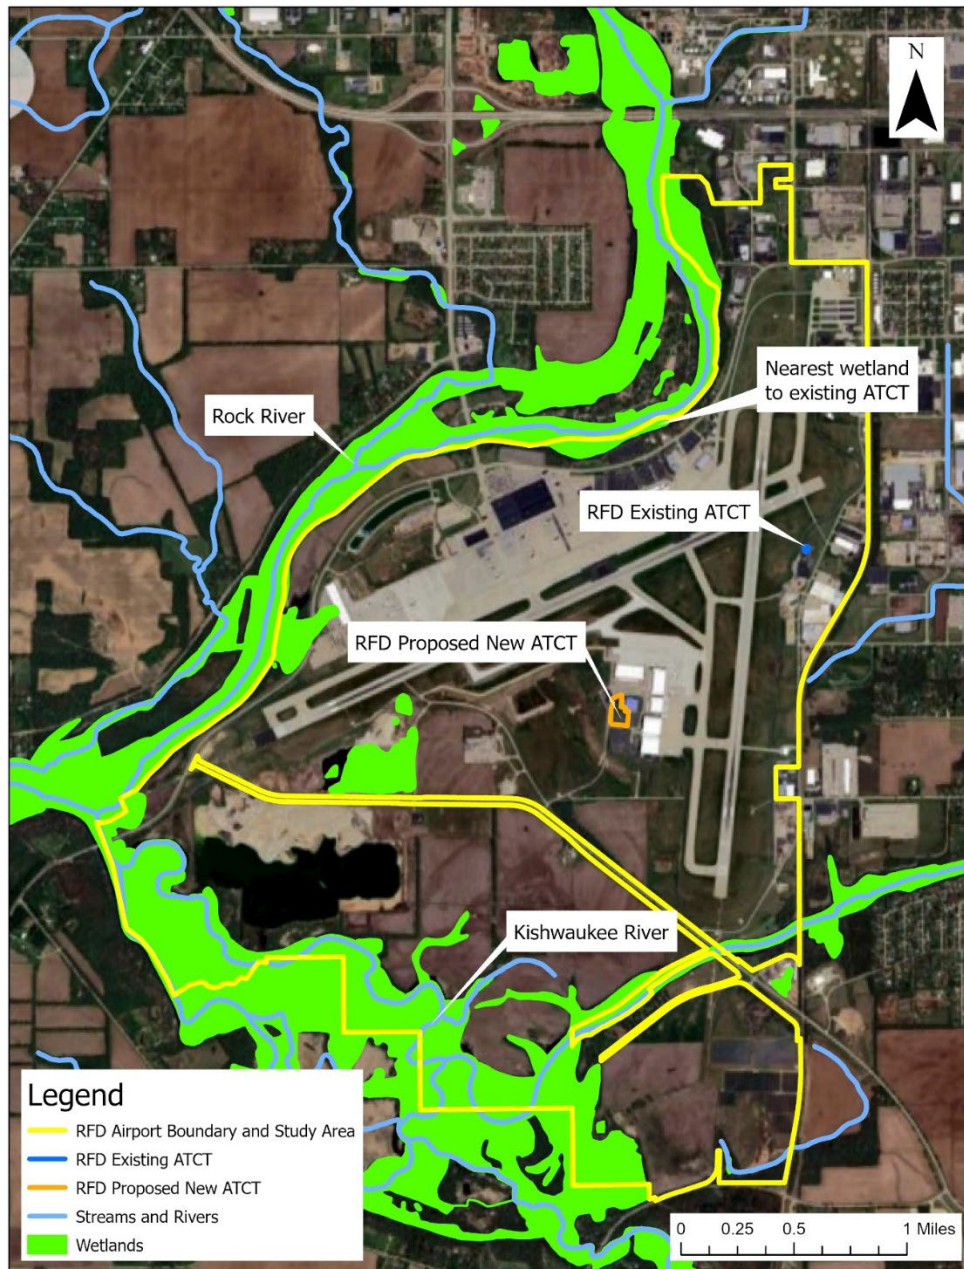 N
Nearest wetland
to existing ATCT
Rock River
RFD Existing ATCT
RFD Proposed New ATCT
Kishwaukee River
Legend
RFD Airport Boundary and Study Area
RFD Existing ATCT
RFD Proposed New ATCT
Streams and Rivers
Wetlands
0 0.25 0.5 1 Miles